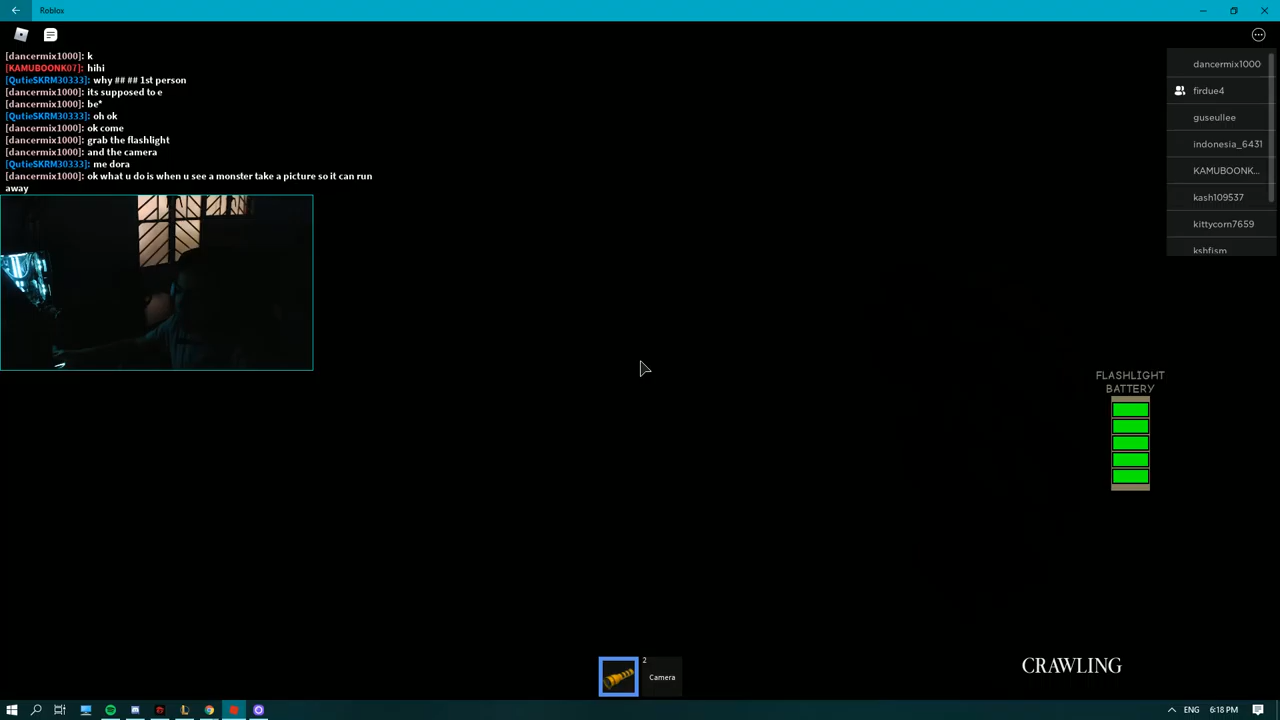 Roblox
[dancermix1000]: k
[KAMUBOONK07]: hihi
[QutieSKRM30333]: why ## ## 1st person
[dancermix1000]: its supposed to e
[dancermix1000]: be*
[QutieSKRM30333]: oh ok
[dancermix1000]: ok come
[dancermix1000]: grab the flashlight
[dancermix1000]: and the camera
[QutieSKRM30333]: me dora
[dancermix1000]: ok what u do is when u see a monster take a picture so it can run
away
dancermix1000
firdue4
guseullee
indonesia_6431
KAMUBOONK...
kash109537
kittycorn7659
kshfism
FLASHLIGHT
BATTERY
2
Camera
CRAWLING
ENG 6:18 PM